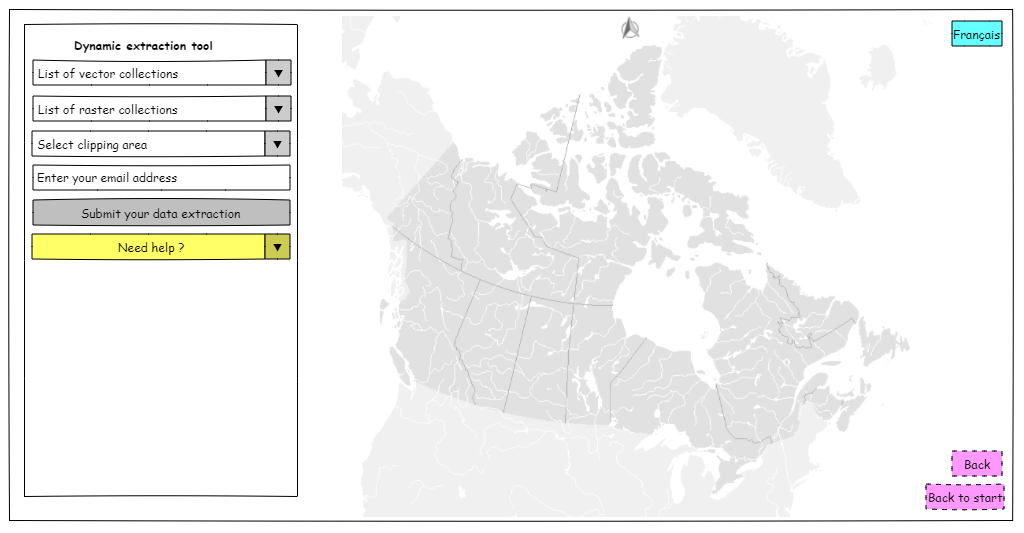 Dynamic extraction tool
List of vector collections
List of raster collections
Select clipping area
Enter your email address
Submit your data extraction
Need help ?
Français
Back
Back to start